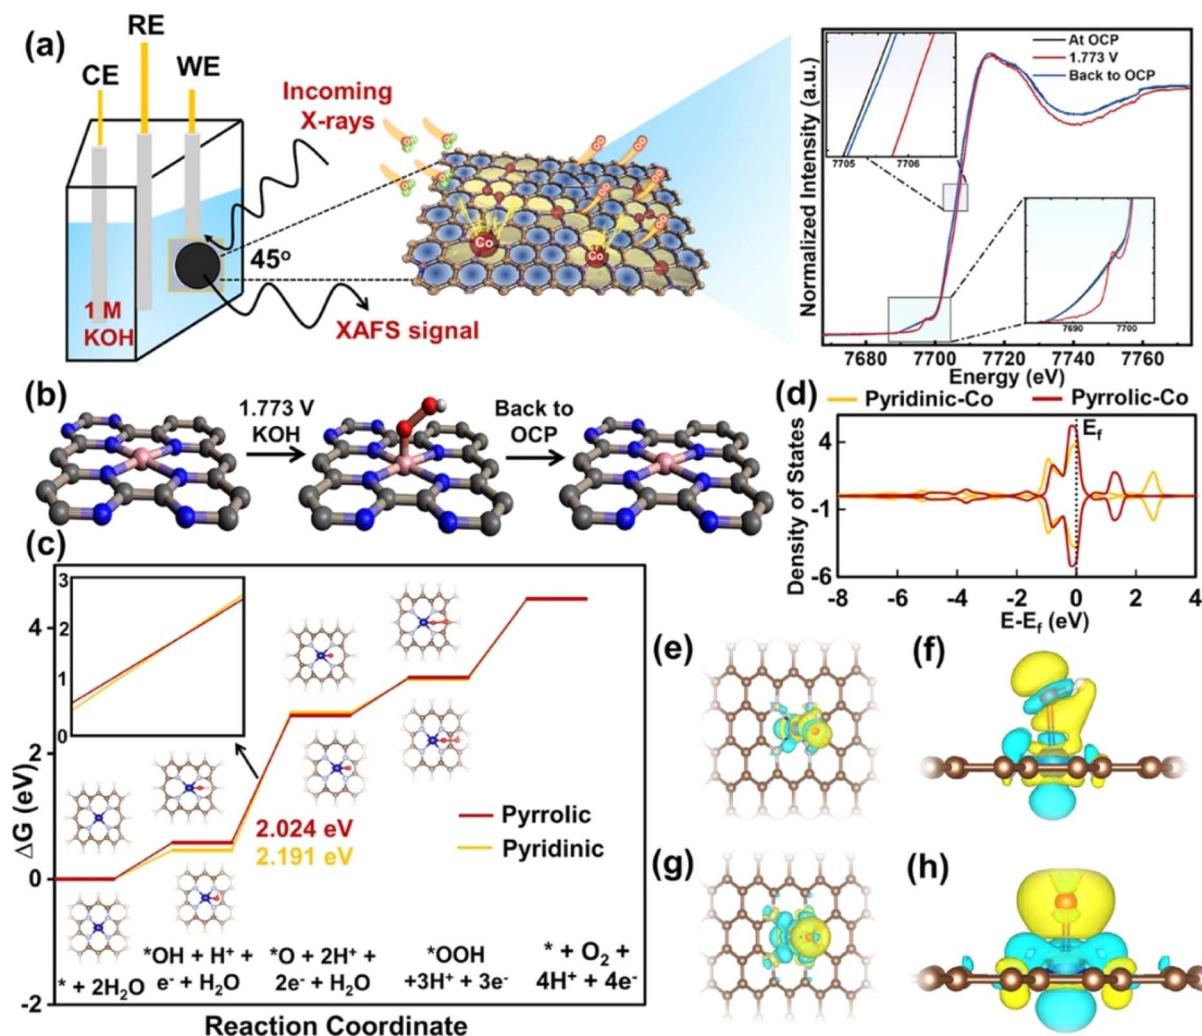 (a)
RE
CE
WE
Incoming
X-rays
45°
1 M
KOH
XAFS signal
Co
Co
Normalized Intensity (a.u.)
At OCP
1.773 V
Back to OCP
7705
7706
7690
7700
7680
7700
7720
7740
7760
Energy (eV)
(b)
1.773 V
KOH
Back to
OCP
(d)
Pyridinic-Co
Pyrrolic-Co
Density of States
4
-1
-6
E_f
-8
-6
-4
-2
0
2
4
E-E_f (eV)
(c)
ΔG (eV)
4
2
0
-2
3
2
1
0
2.024 eV
2.191 eV
Pyrrolic
Pyridinic
* + 2H₂O
*OH + H⁺ +
e⁻ + H₂O
*O + 2H⁺ +
2e⁻ + H₂O
*OOH
+3H⁺ + 3e⁻
* + O₂ +
4H⁺ + 4e⁻
Reaction Coordinate
(e)
(f)
(g)
(h)